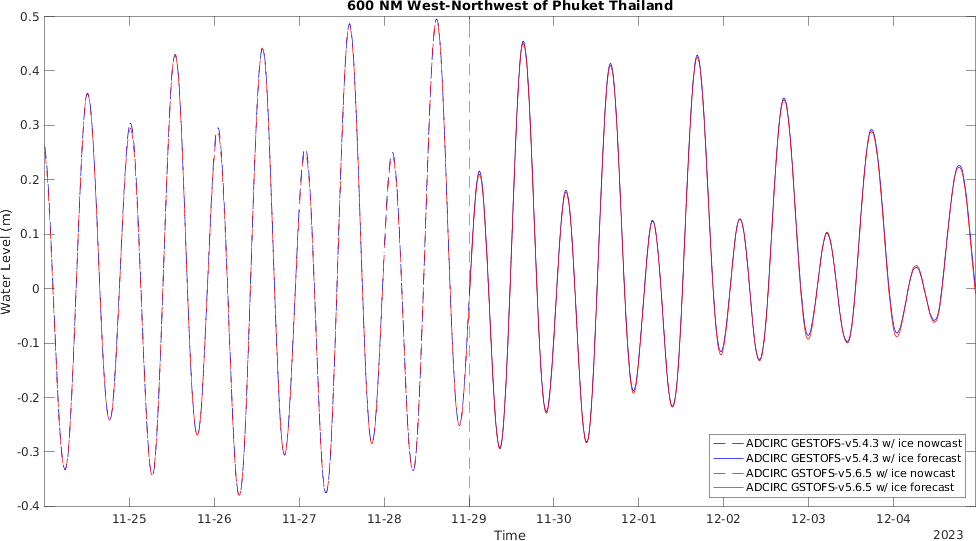 600 NM West-Northwest of Phuket Thailand
0.5
0.4
0.3
0.2
0.1
0
-0.1
-0.2
-0.3
-0.4
Water Level (m)
11-25 11-26 11-27 11-28 11-29 11-30 12-01 12-02 12-03 12-04
Time
2023
ADCIRC GESTOFS-v5.4.3 w/ ice nowcast
ADCIRC GESTOFS-v5.4.3 w/ ice forecast
ADCIRC GSTOFS-v5.6.5 w/ ice nowcast
ADCIRC GSTOFS-v5.6.5 w/ ice forecast